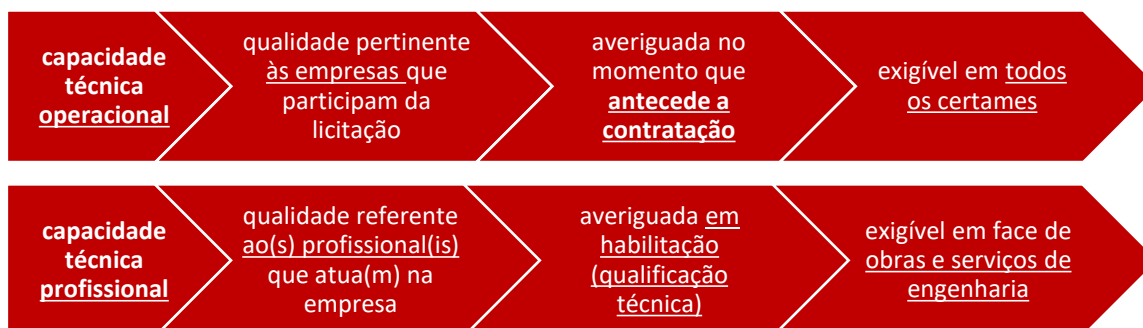 capacidade
técnica
operacional
qualidade pertinente
às empresas que
participam da
licitação
averiguada no
momento que
antecede a
contratação
exigível em todos
os certames
capacidade
técnica
profissional
qualidade referente
ao(s) profissional(is)
que atua(m) na
empresa
averiguada em
habilitação
(qualificação
técnica)
exigível em face de
obras e serviços de
engenharia